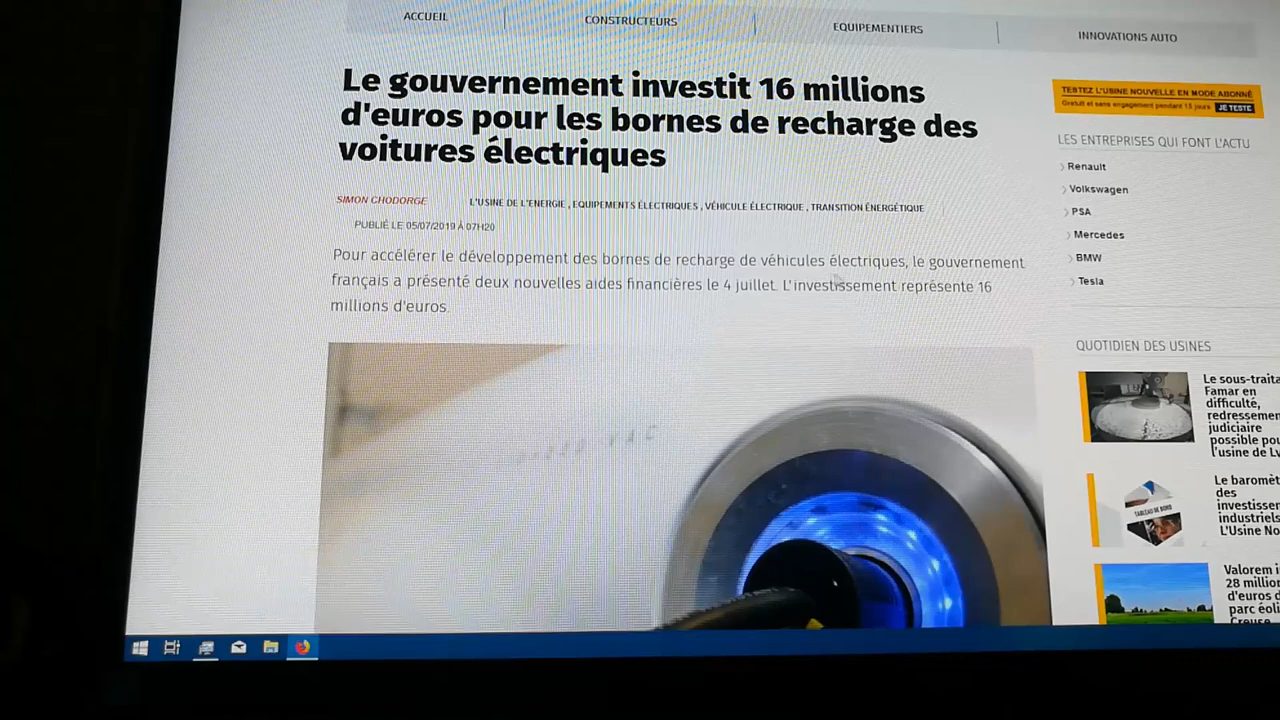 ACCUEIL
CONSTRUCTEURS
EQUIPEMENTIERS
INNOVATIONS AUTO
Le gouvernement investit 16 millions
d'euros pour les bornes de recharge des
voitures électriques
SIMON CHODORGE
L'USINE DE L'ENERGIE , EQUIPEMENTS ÉLECTRIQUES , VÉHICULE ÉLECTRIQUE , TRANSITION ÉNERGÉTIQUE
PUBLIÉ LE 05/07/2019 À 07H20
Pour accélérer le développement des bornes de recharge de véhicules électriques, le gouvernement
français a présenté deux nouvelles aides financières le 4 juillet. L'investissement représente 16
millions d'euros.
TESTEZ L'USINE NOUVELLE EN MODE ABONNÉ
Gratuit et sans engagement pendant 15 jours JE TESTE
LES ENTREPRISES QUI FONT L'ACTU
Renault
Volkswagen
PSA
Mercedes
BMW
Tesla
QUOTIDIEN DES USINES
Le sous-traita
Famar en
difficulté,
redressemen
judiciaire
possible pou
l'usine de Ly
Le baromèt
des
investissen
industriels
L'Usine No
TABLEAU DE BORD
Valorem i
28 million
d'euros d
parc éoli
Creuse